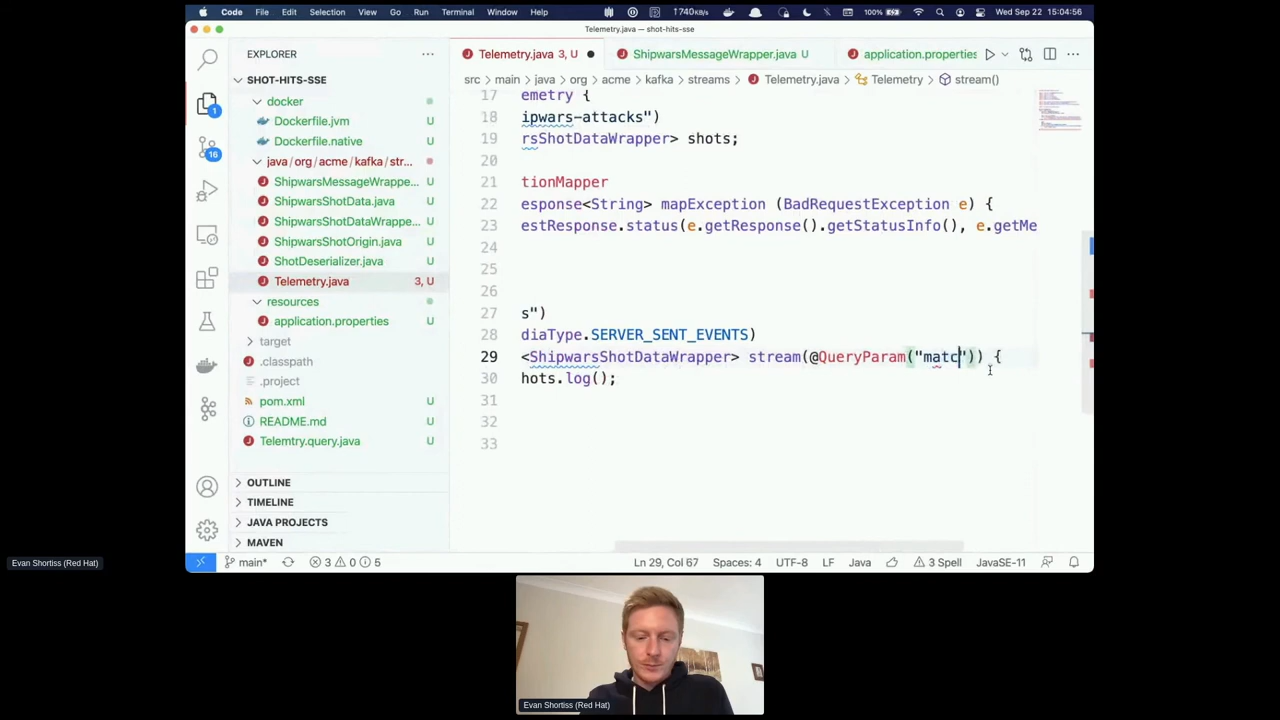 Code File Edit Selection View Go Run Terminal Window Help 1740KB/s 100% Wed Sep 22 15:04:56
Telemetry.java — shot-hits-sse
EXPLORER
Telemetry.java 3, U
ShipwarsMessageWrapper.java U
application.properties
SHOT-HITS-SSE
src > main > java > org > acme > kafka > streams > Telemetry.java > Telemetry > stream()
docker
Dockerfile.jvm U
Dockerfile.native U
java/org/acme/kafka/str...
ShipwarsMessageWrappe... U
ShipwarsShotData.java U
ShipwarsShotDataWrappe... U
ShipwarsShotOrigin.java U
ShotDeserializer.java U
Telemetry.java 3, U
resources
application.properties U
target
.classpath
.project
pom.xml U
README.md U
Telemtry.query.java U
OUTLINE
TIMELINE
JAVA PROJECTS
MAVEN
1
16
17 emetry {
18 ipwars-attacks")
19 rsShotDataWrapper> shots;
20
21 tionMapper
22 esponse<String> mapException (BadRequestException e) {
23 estResponse.status(e.getResponse().getStatusInfo(), e.getMe
24
25
26
27 s")
28 diaType.SERVER_SENT_EVENTS)
29 <ShipwarsShotDataWrapper> stream(@QueryParam("matc")) {
30 hots.log();
31
32
33
main* 3 0 5 Ln 29, Col 67 Spaces: 4 UTF-8 LF Java 3 Spell JavaSE-11
Evan Shortiss (Red Hat)
Evan Shortiss (Red Hat)